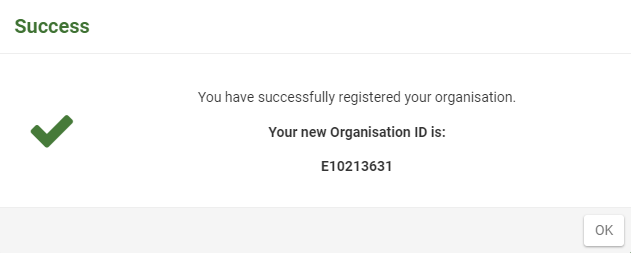 Success
You have successfully registered your organisation.
Your new Organisation ID is:
E10213631
OK